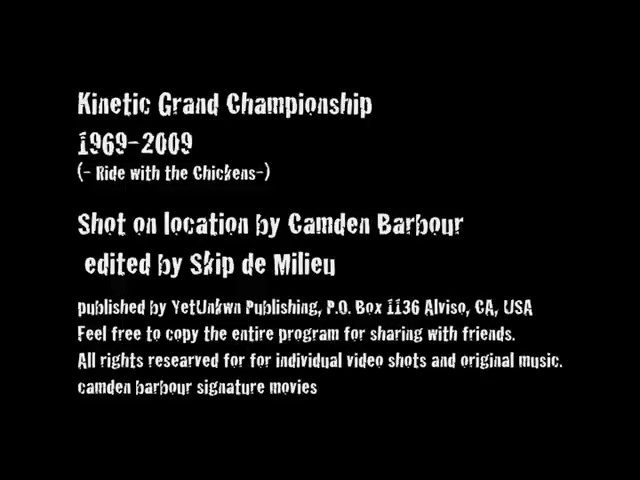 Kinetic Grand Championship
1969-2009
(- Ride with the Chickens-)
Shot on location by Camden Barbour
edited by Skip de Milieu
published by YetUnkwn Publishing, P.O. Box 1136 Alviso, CA, USA
Feel free to copy the entire program for sharing with friends.
All rights researved for for individual video shots and original music.
camden barbour signature movies